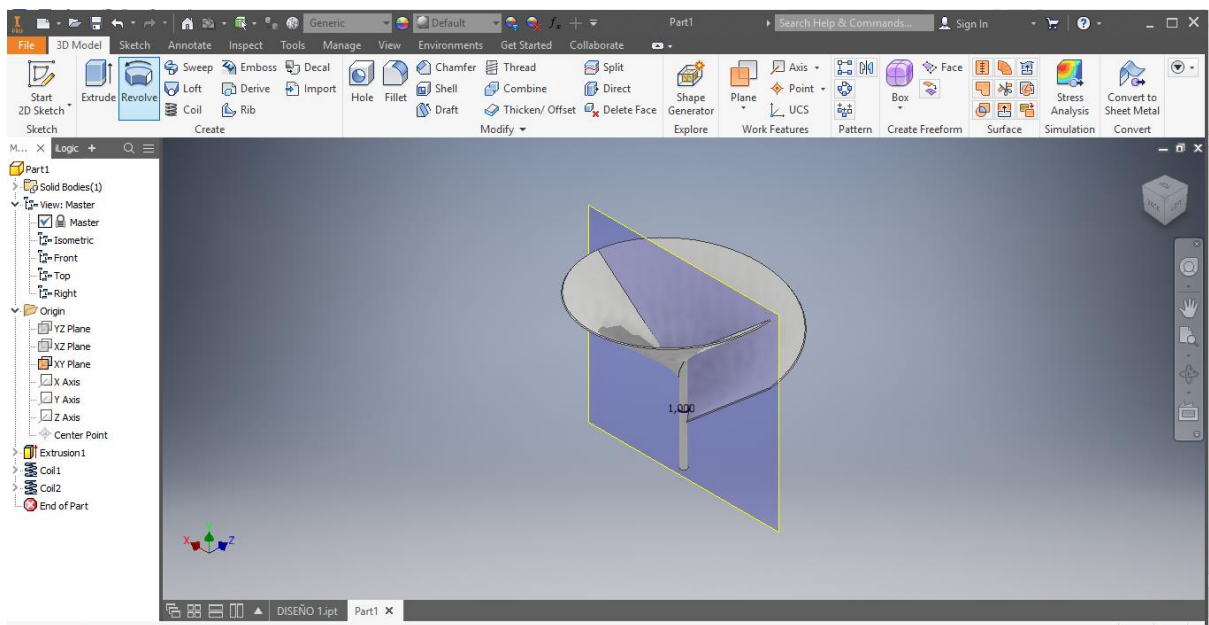 PRO Generic Default Part1 Search Help & Commands... Sign In
File 3D Model Sketch Annotate Inspect Tools Manage View Environments Get Started Collaborate
Sweep Emboss Decal Chamfer Thread Split Axis Face
Start 2D Sketch Extrude Revolve Loft Derive Import Hole Fillet Shell Combine Direct Shape Generator Plane Point Box Stress Analysis Convert to Sheet Metal
Coil Rib Draft Thicken/ Offset Delete Face UCS
Sketch Create Modify Explore Work Features Pattern Create Freeform Surface Simulation Convert
M... X iLogic +
Part1
Solid Bodies(1)
View: Master
Master
Isometric
Front
Top
Right
Origin
YZ Plane
XZ Plane
XY Plane
X Axis
Y Axis
Z Axis
Center Point
Extrusion1
Coil1
Coil2
End of Part
BACK LEFT
1,000
Y
X Z
DISEÑO 1.ipt Part1 X